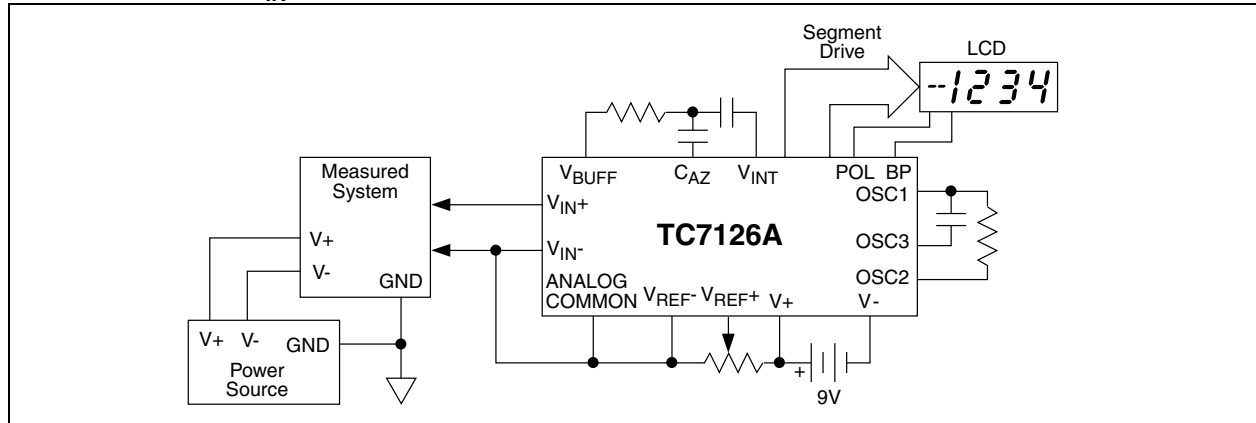 IN
Segment
Drive
LCD
--1234
Measured
System
V+
V-
GND
V+ V- GND
Power
Source
VBUFF CAZ VINT POL BP
VIN+
VIN-
TC7126A
OSC1
OSC3
OSC2
ANALOG
COMMON VREF- VREF+ V+ V-
+
9V